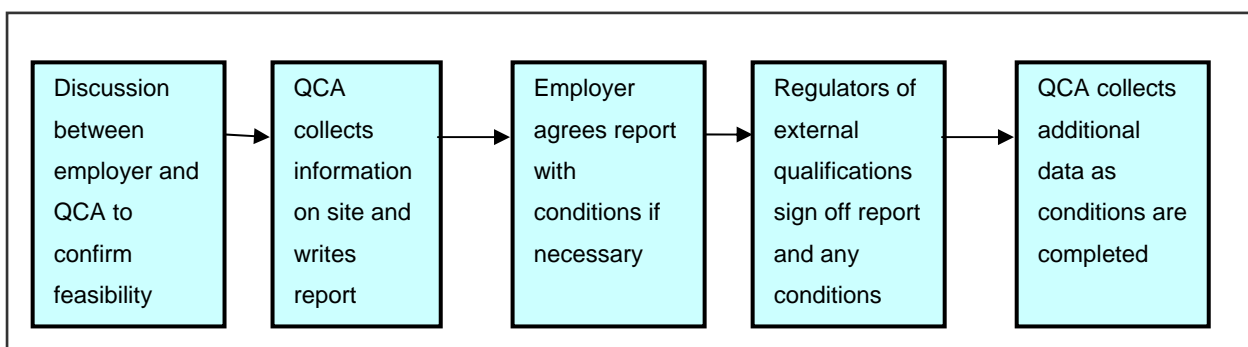 Discussion
between
employer and
QCA to
confirm
feasibility
QCA
collects
information
on site and
writes
report
Employer
agrees report
with
conditions if
necessary
Regulators of
external
qualifications
sign off report
and any
conditions
QCA collects
additional
data as
conditions are
completed